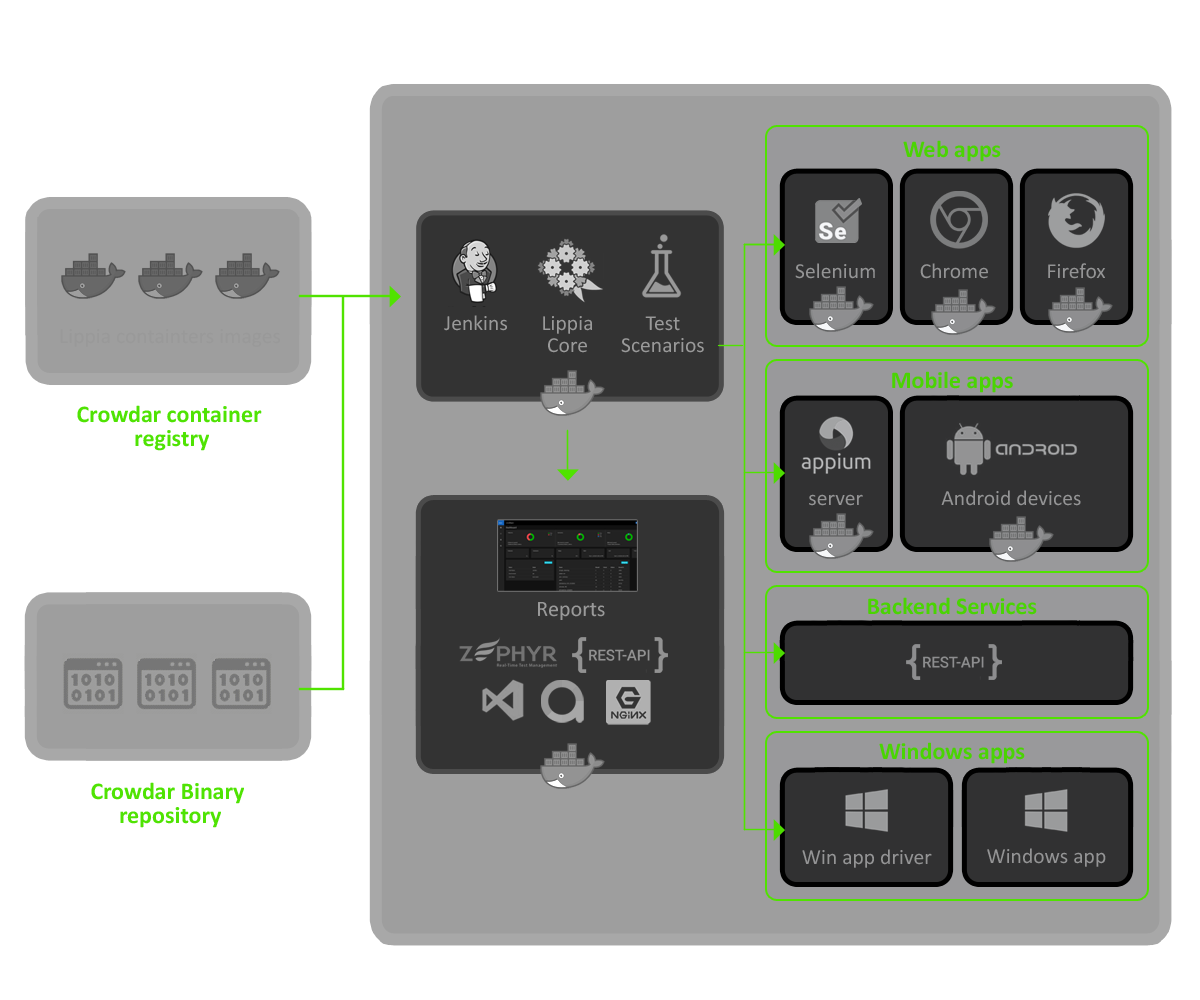 Lippia containters images
Crowdar container
registry
1010
0101
1010
0101
1010
0101
Crowdar Binary
repository
Jenkins
Lippia
Core
Test
Scenarios
Reports
ZEPHYR
Real Time Test Management
{REST-API}
NGiNX
Web apps
Se
Selenium
Chrome
Firefox
Mobile apps
appium
server
ANDROID
Android devices
Backend Services
{REST-API}
Windows apps
Win app driver
Windows app